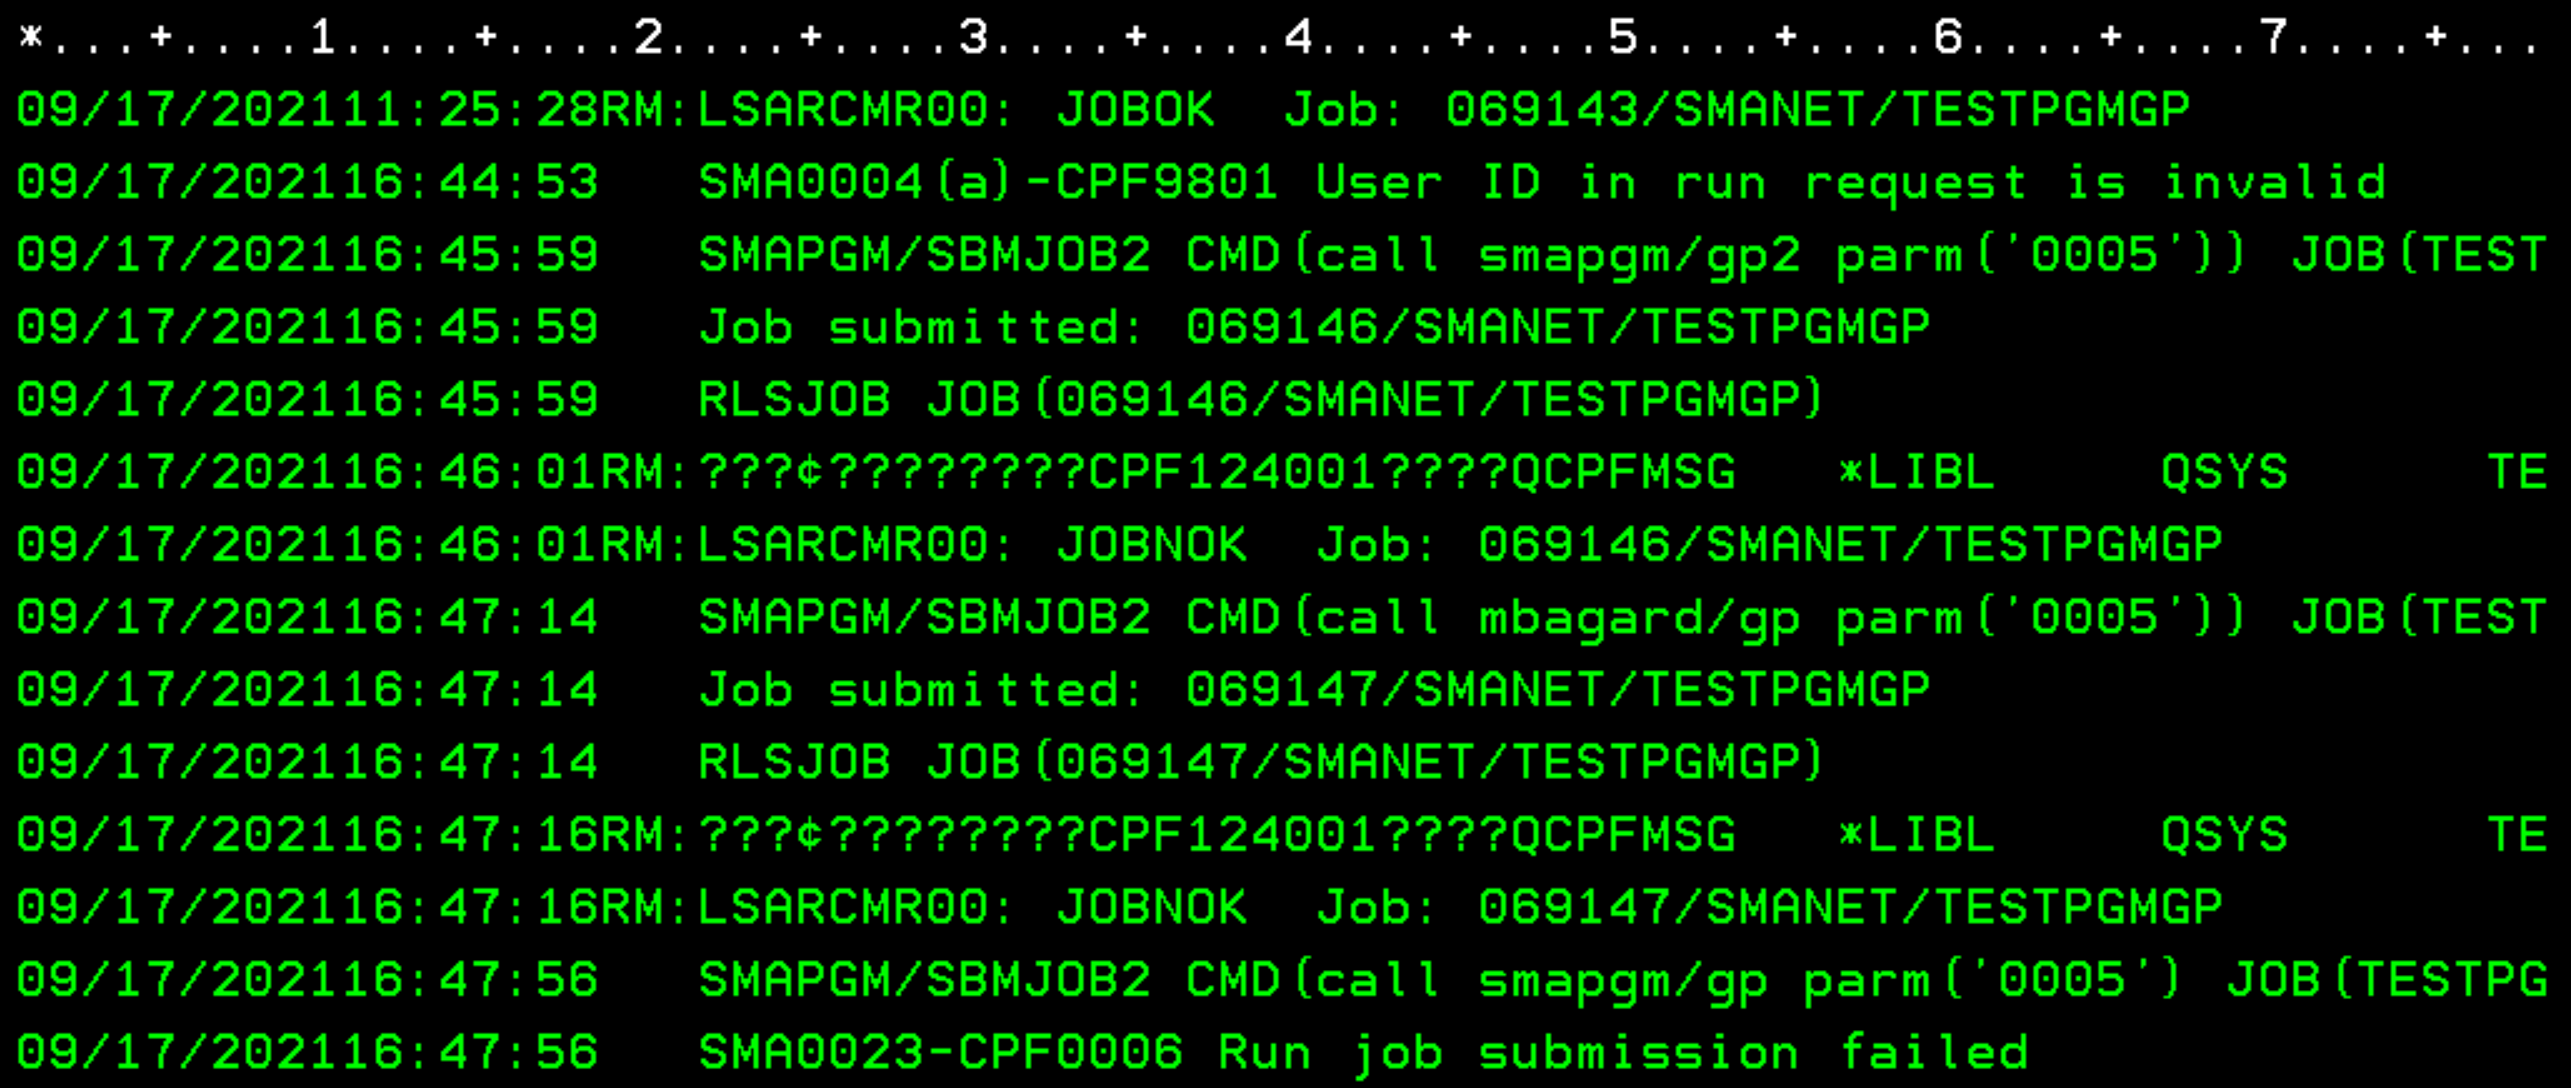 *...+....1....+....2....+....3....+....4....+....5....+....6....+....7....+...
09/17/202111:25:28RM:LSARCMR00: JOBOK  Job: 069143/SMANET/TESTPGMGP
09/17/202116:44:53   SMA0004(a)-CPF9801 User ID in run request is invalid
09/17/202116:45:59   SMAPGM/SBMJOB2 CMD(call smapgm/gp2 parm('0005')) JOB(TEST
09/17/202116:45:59   Job submitted: 069146/SMANET/TESTPGMGP
09/17/202116:45:59   RLSJOB JOB(069146/SMANET/TESTPGMGP)
09/17/202116:46:01RM:???¢????????CPF124001????QCPFMSG   *LIBL     QSYS      TE
09/17/202116:46:01RM:LSARCMR00: JOBNOK  Job: 069146/SMANET/TESTPGMGP
09/17/202116:47:14   SMAPGM/SBMJOB2 CMD(call mbagard/gp parm('0005')) JOB(TEST
09/17/202116:47:14   Job submitted: 069147/SMANET/TESTPGMGP
09/17/202116:47:14   RLSJOB JOB(069147/SMANET/TESTPGMGP)
09/17/202116:47:16RM:???¢????????CPF124001????QCPFMSG   *LIBL     QSYS      TE
09/17/202116:47:16RM:LSARCMR00: JOBNOK  Job: 069147/SMANET/TESTPGMGP
09/17/202116:47:56   SMAPGM/SBMJOB2 CMD(call smapgm/gp parm('0005') JOB(TESTPG
09/17/202116:47:56   SMA0023-CPF0006 Run job submission failed